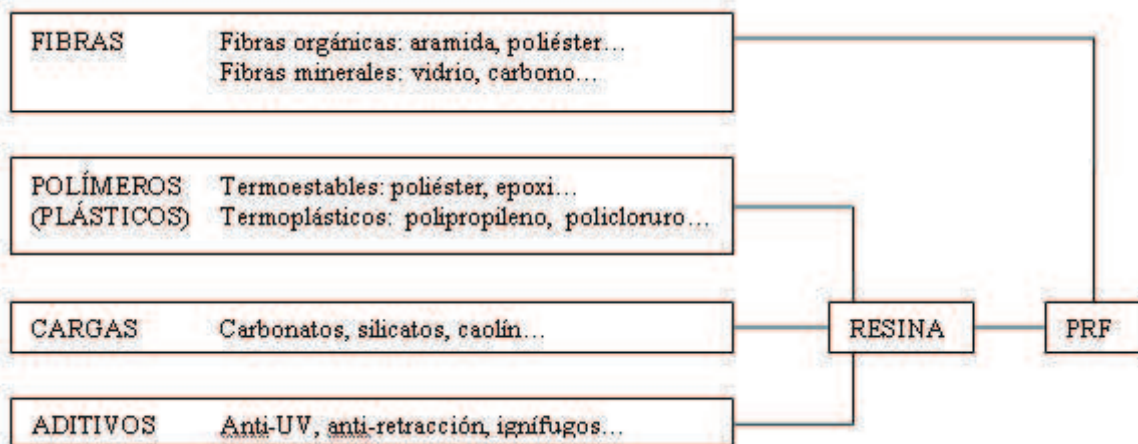 FIBRAS Fibras orgánicas: aramida, poliéster...
Fibras minerales: vidrio, carbono...
POLÍMEROS Termoestables: poliéster, epoxi...
(PLÁSTICOS) Termoplásticos: polipropileno, policloruro...
CARGAS Carbonatos, silicatos, caolín...
RESINA
PRF
ADITIVOS Anti-UV, anti-retracción, ignífugos...